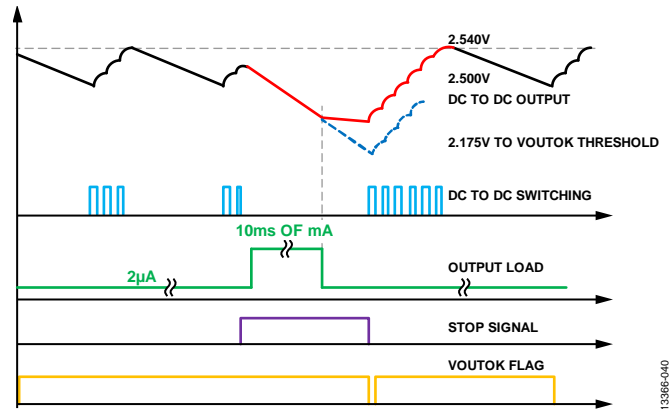 2.540V
2.500V
DC TO DC OUTPUT
2.175V TO VOUTOK THRESHOLD
DC TO DC SWITCHING
10ms OF mA
2µA
OUTPUT LOAD
STOP SIGNAL
VOUTOK FLAG
13366-040